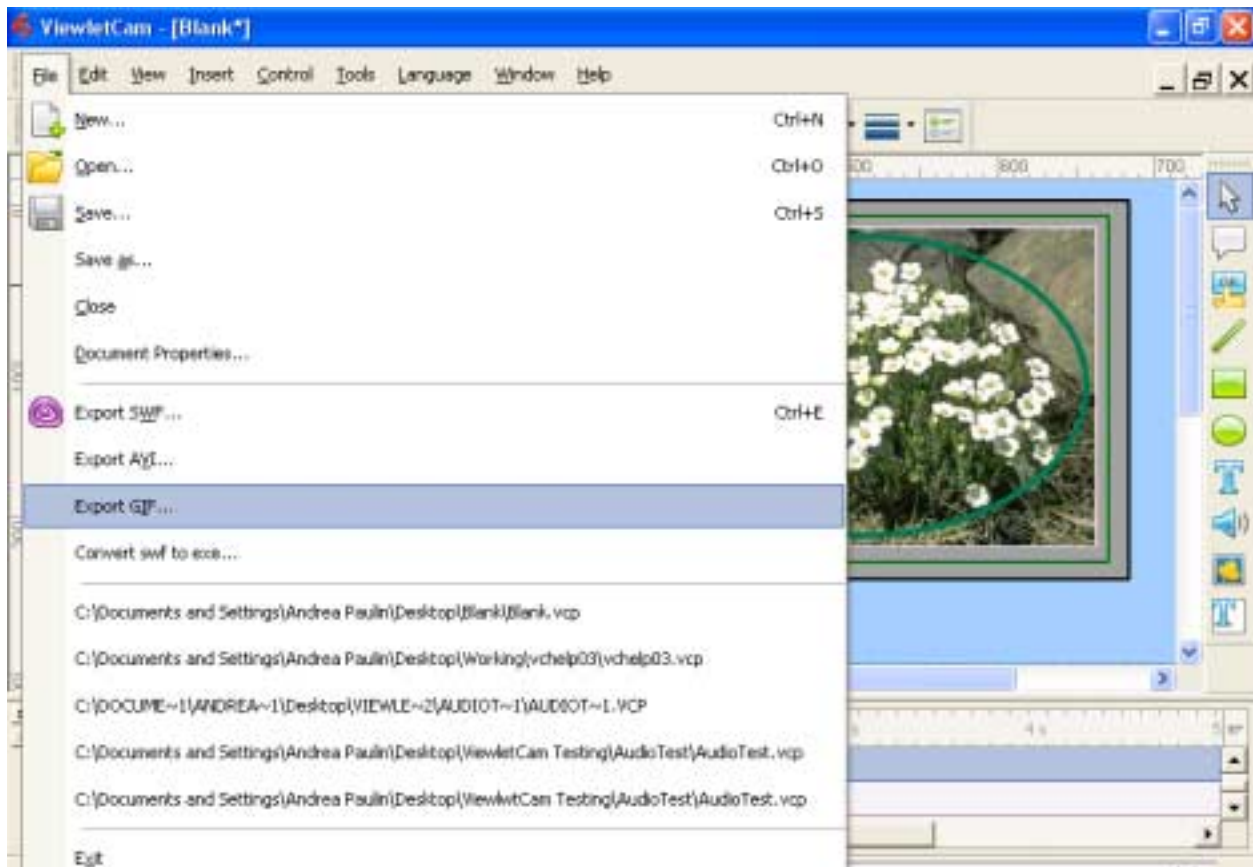 ViewletCam - [Blank*]
File Edit View Insert Control Tools Language Window Help
New... Ctrl+N
Open... Ctrl+O
Save... Ctrl+S
Save as...
Close
Document Properties...
Export SWF... Ctrl+E
Export AVI...
Export GIF...
Convert swf to exe...
C:\Documents and Settings\Andrea Paulin\Desktop\Blank\Blank.vcp
C:\Documents and Settings\Andrea Paulin\Desktop\Working\vchelp03\vchelp03.vcp
C:\DOCUME~1\ANDREA~1\Desktop\VIEWLE~2\AUDIOT~1\AUDIOT~1.VCP
C:\Documents and Settings\Andrea Paulin\Desktop\ViewletCam Testing\AudioTest\AudioTest.vcp
C:\Documents and Settings\Andrea Paulin\Desktop\ViewletCam Testing\AudioTest\AudioTest.vcp
Exit
600 700
4s